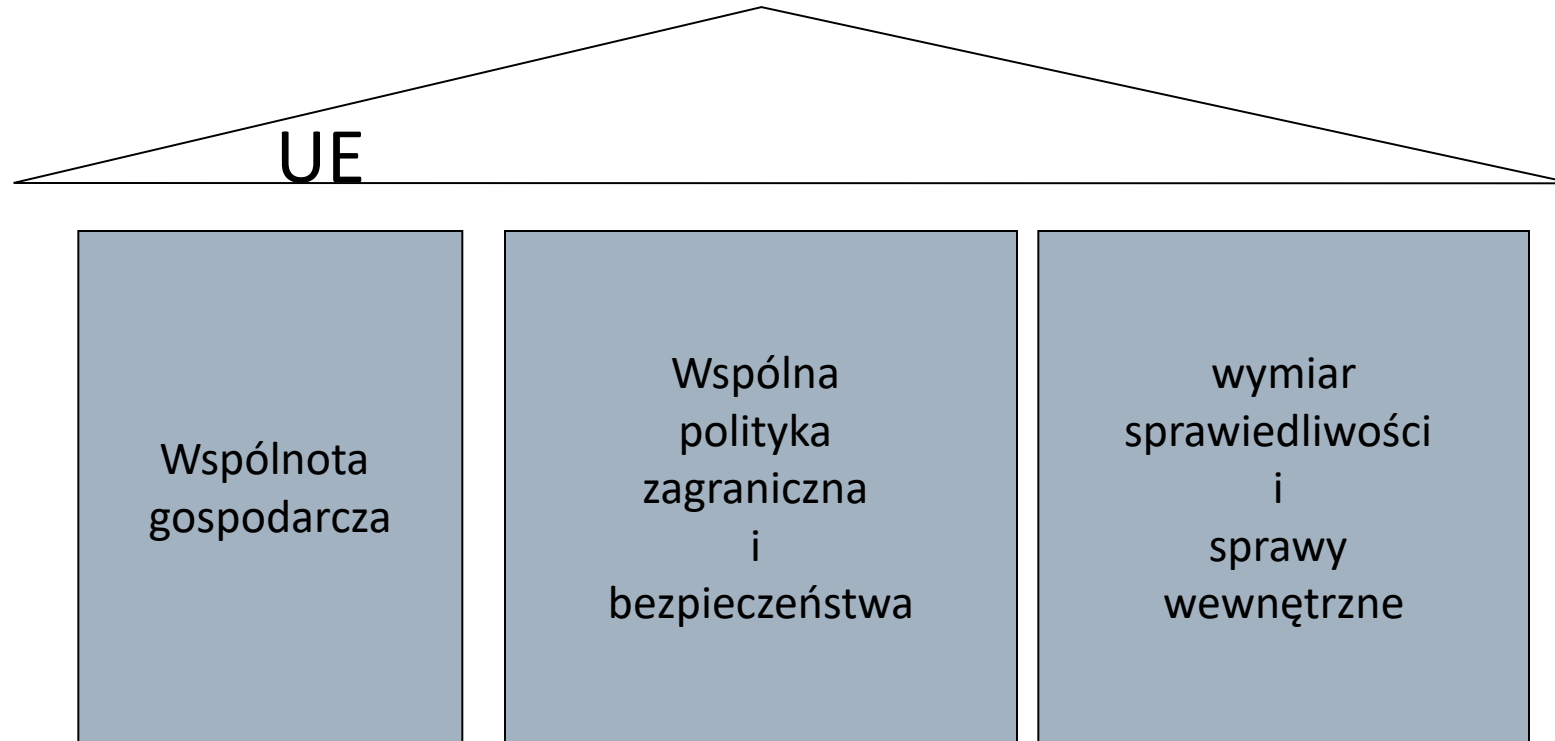 UE
Wspólnota
gospodarcza
Wspólna
polityka
zagraniczna
i
bezpieczeństwa
wymiar
sprawiedliwości
i
sprawy
wewnętrzne